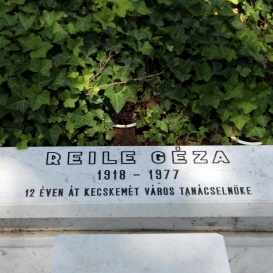 REILE GÉZA
1918 - 1977
12 ÉVEN ÁT KECSKEMÉT VÁROS TANÁCSELNÖKE